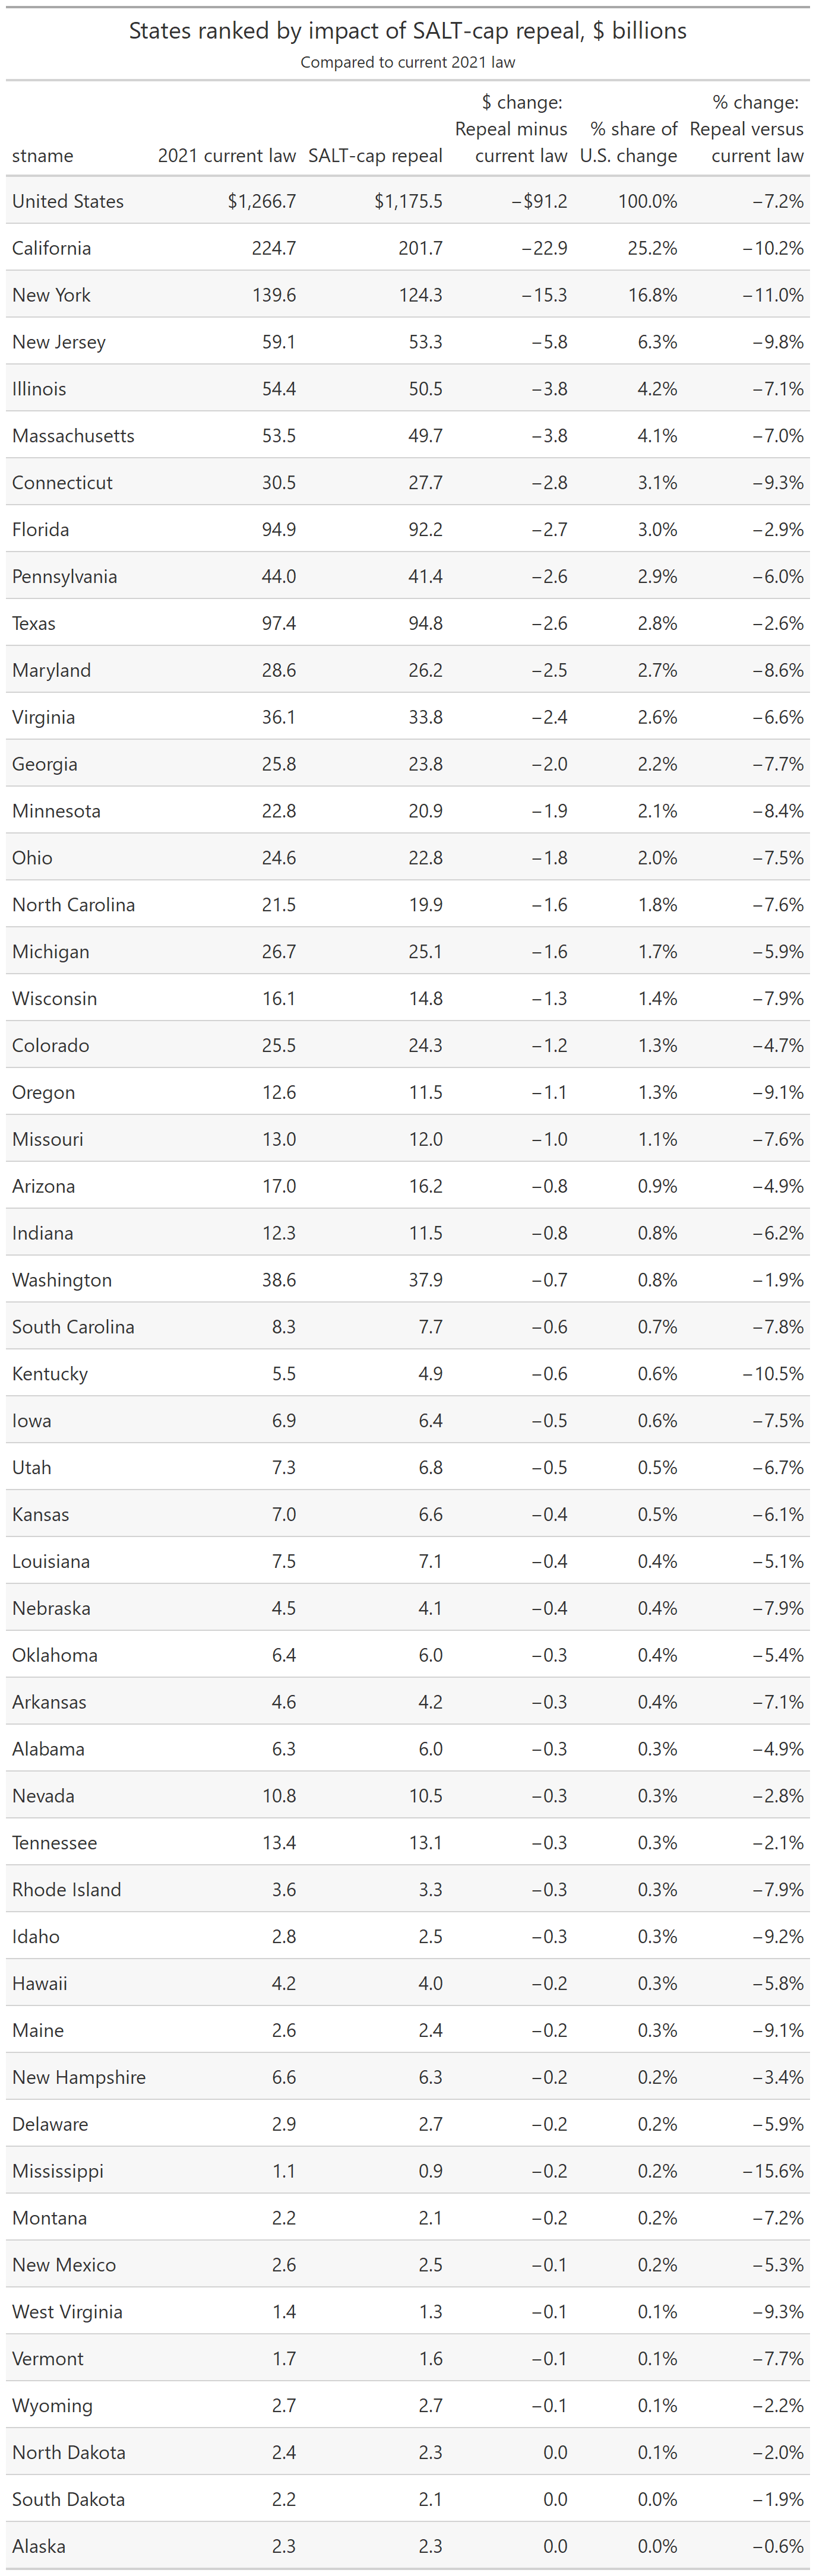 States ranked by impact of SALT-cap repeal, $ billions
Compared to current 2021 law
$ change: % change:
Repeal minus % share of Repeal versus
stname 2021 current law SALT-cap repeal current law U.S. change current law
United States $1,266.7 $1,175.5 −$91.2 100.0% −7.2%
California 224.7 201.7 −22.9 25.2% −10.2%
New York 139.6 124.3 −15.3 16.8% −11.0%
New Jersey 59.1 53.3 −5.8 6.3% −9.8%
Illinois 54.4 50.5 −3.8 4.2% −7.1%
Massachusetts 53.5 49.7 −3.8 4.1% −7.0%
Connecticut 30.5 27.7 −2.8 3.1% −9.3%
Florida 94.9 92.2 −2.7 3.0% −2.9%
Pennsylvania 44.0 41.4 −2.6 2.9% −6.0%
Texas 97.4 94.8 −2.6 2.8% −2.6%
Maryland 28.6 26.2 −2.5 2.7% −8.6%
Virginia 36.1 33.8 −2.4 2.6% −6.6%
Georgia 25.8 23.8 −2.0 2.2% −7.7%
Minnesota 22.8 20.9 −1.9 2.1% −8.4%
Ohio 24.6 22.8 −1.8 2.0% −7.5%
North Carolina 21.5 19.9 −1.6 1.8% −7.6%
Michigan 26.7 25.1 −1.6 1.7% −5.9%
Wisconsin 16.1 14.8 −1.3 1.4% −7.9%
Colorado 25.5 24.3 −1.2 1.3% −4.7%
Oregon 12.6 11.5 −1.1 1.3% −9.1%
Missouri 13.0 12.0 −1.0 1.1% −7.6%
Arizona 17.0 16.2 −0.8 0.9% −4.9%
Indiana 12.3 11.5 −0.8 0.8% −6.2%
Washington 38.6 37.9 −0.7 0.8% −1.9%
South Carolina 8.3 7.7 −0.6 0.7% −7.8%
Kentucky 5.5 4.9 −0.6 0.6% −10.5%
Iowa 6.9 6.4 −0.5 0.6% −7.5%
Utah 7.3 6.8 −0.5 0.5% −6.7%
Kansas 7.0 6.6 −0.4 0.5% −6.1%
Louisiana 7.5 7.1 −0.4 0.4% −5.1%
Nebraska 4.5 4.1 −0.4 0.4% −7.9%
Oklahoma 6.4 6.0 −0.3 0.4% −5.4%
Arkansas 4.6 4.2 −0.3 0.4% −7.1%
Alabama 6.3 6.0 −0.3 0.3% −4.9%
Nevada 10.8 10.5 −0.3 0.3% −2.8%
Tennessee 13.4 13.1 −0.3 0.3% −2.1%
Rhode Island 3.6 3.3 −0.3 0.3% −7.9%
Idaho 2.8 2.5 −0.3 0.3% −9.2%
Hawaii 4.2 4.0 −0.2 0.3% −5.8%
Maine 2.6 2.4 −0.2 0.3% −9.1%
New Hampshire 6.6 6.3 −0.2 0.2% −3.4%
Delaware 2.9 2.7 −0.2 0.2% −5.9%
Mississippi 1.1 0.9 −0.2 0.2% −15.6%
Montana 2.2 2.1 −0.2 0.2% −7.2%
New Mexico 2.6 2.5 −0.1 0.2% −5.3%
West Virginia 1.4 1.3 −0.1 0.1% −9.3%
Vermont 1.7 1.6 −0.1 0.1% −7.7%
Wyoming 2.7 2.7 −0.1 0.1% −2.2%
North Dakota 2.4 2.3 0.0 0.1% −2.0%
South Dakota 2.2 2.1 0.0 0.0% −1.9%
Alaska 2.3 2.3 0.0 0.0% −0.6%